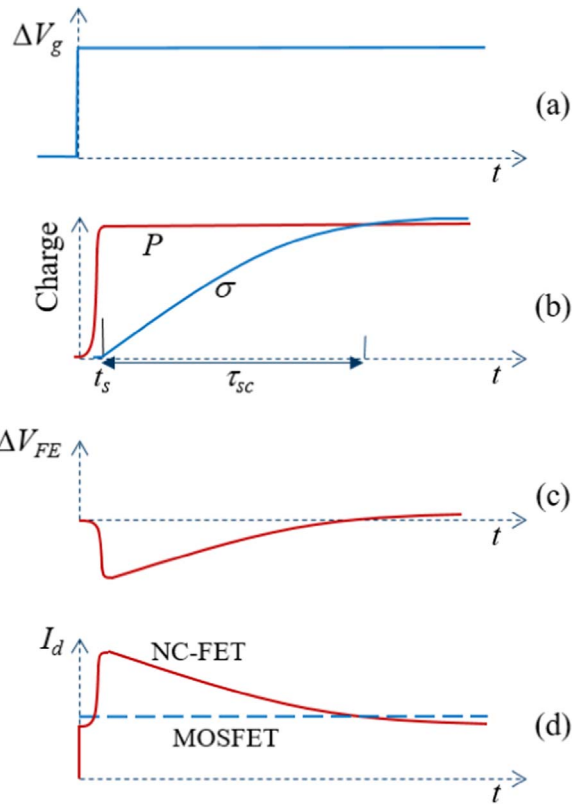 ΔV_g
(a)
t
Charge
P
σ
(b)
t_s
τ_sc
t
ΔV_FE
(c)
t
I_d
NC-FET
MOSFET
(d)
t